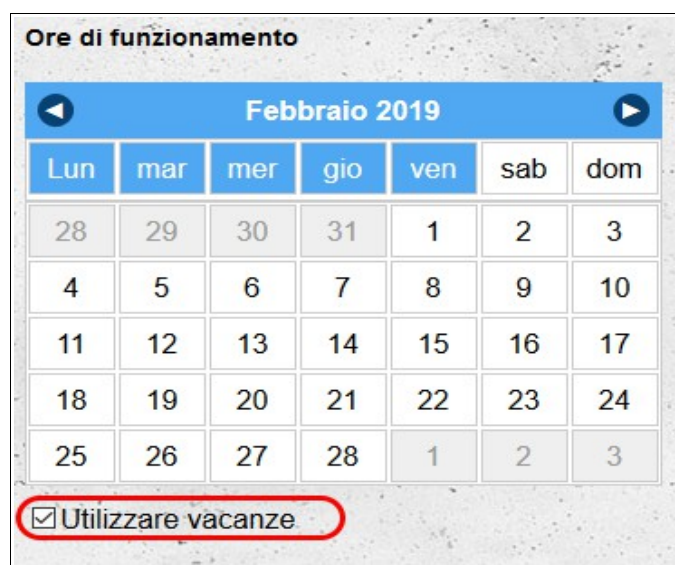 Ore di funzionamento
Febbraio 2019
Lun mar mer gio ven sab dom
28 29 30 31 1 2 3
4 5 6 7 8 9 10
11 12 13 14 15 16 17
18 19 20 21 22 23 24
25 26 27 28 1 2 3
Utilizzare vacanze